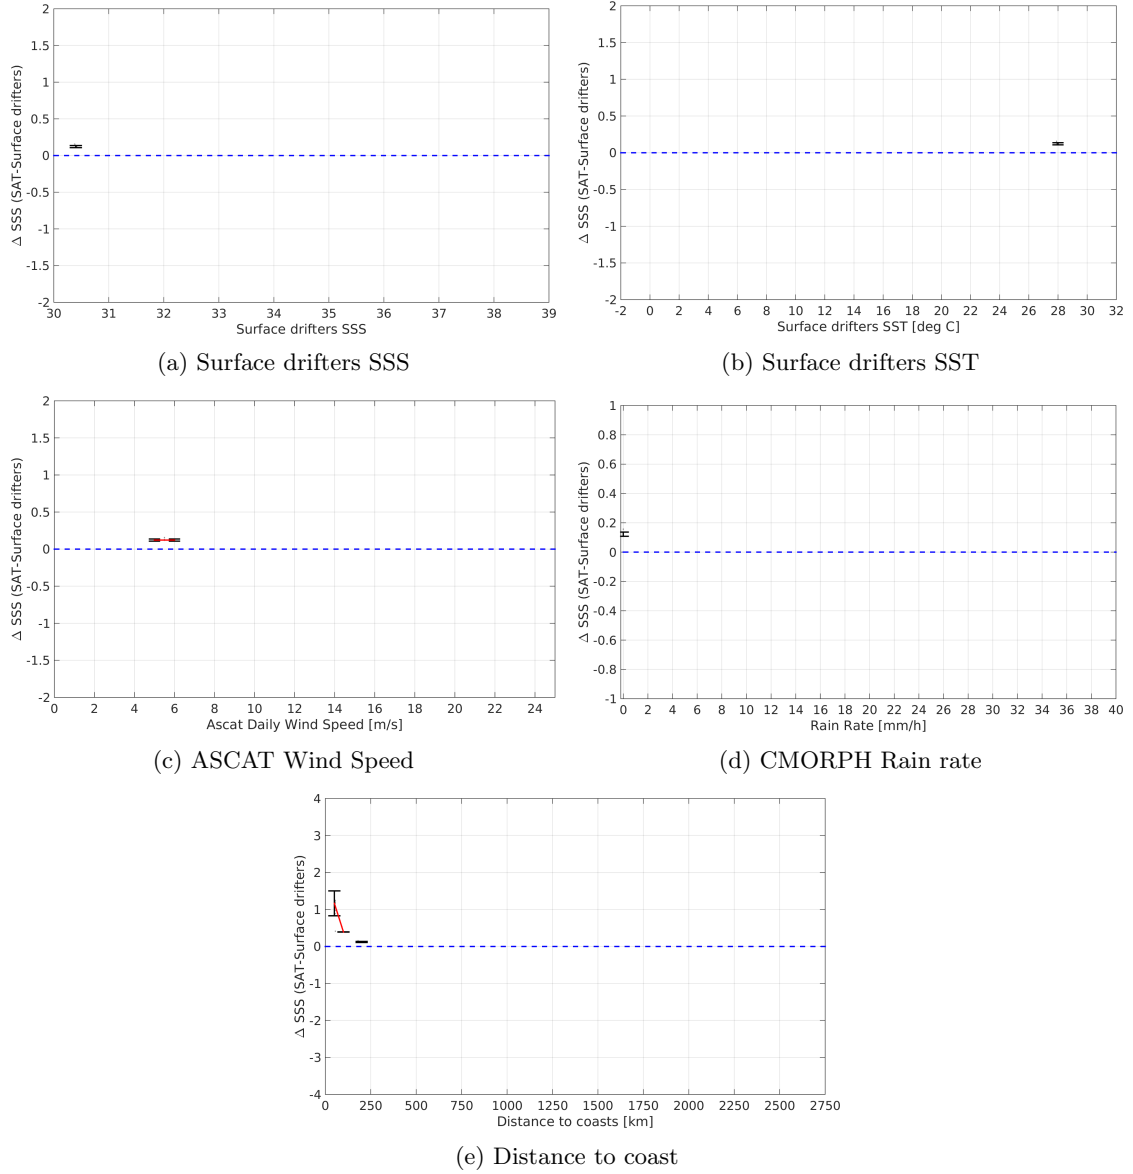 2
1.5
1
0.5
0
-0.5
-1
-1.5
-2
Δ SSS (SAT-Surface drifters)
30 31 32 33 34 35 36 37 38 39
Surface drifters SSS
(a) Surface drifters SSS
2
1.5
1
0.5
0
-0.5
-1
-1.5
-2
Δ SSS (SAT-Surface drifters)
-2 0 2 4 6 8 10 12 14 16 18 20 22 24 26 28 30 32
Surface drifters SST [deg C]
(b) Surface drifters SST
2
1.5
1
0.5
0
-0.5
-1
-1.5
-2
Δ SSS (SAT-Surface drifters)
0 2 4 6 8 10 12 14 16 18 20 22 24
Ascat Daily Wind Speed [m/s]
(c) ASCAT Wind Speed
1
0.8
0.6
0.4
0.2
0
-0.2
-0.4
-0.6
-0.8
-1
Δ SSS (SAT-Surface drifters)
0 2 4 6 8 10 12 14 16 18 20 22 24 26 28 30 32 34 36 38 40
Rain Rate [mm/h]
(d) CMORPH Rain rate
4
3
2
1
0
-1
-2
-3
-4
Δ SSS (SAT-Surface drifters)
0 250 500 750 1000 1250 1500 1750 2000 2250 2500 2750
Distance to coasts [km]
(e) Distance to coast